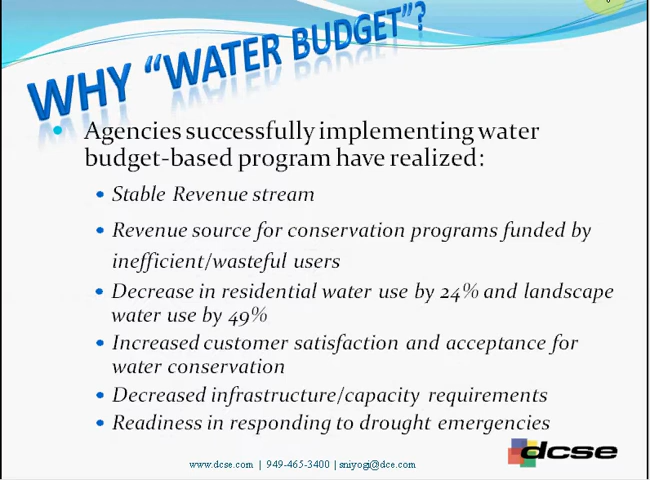 WHY "WATER BUDGET"?
Agencies successfully implementing water
budget-based program have realized:
Stable Revenue stream
Revenue source for conservation programs funded by
inefficient/wasteful users
Decrease in residential water use by 24% and landscape
water use by 49%
Increased customer satisfaction and acceptance for
water conservation
Decreased infrastructure/capacity requirements
Readiness in responding to drought emergencies
dcse
www.dcse.com | 949-465-3400 | sniyogi@dce.com